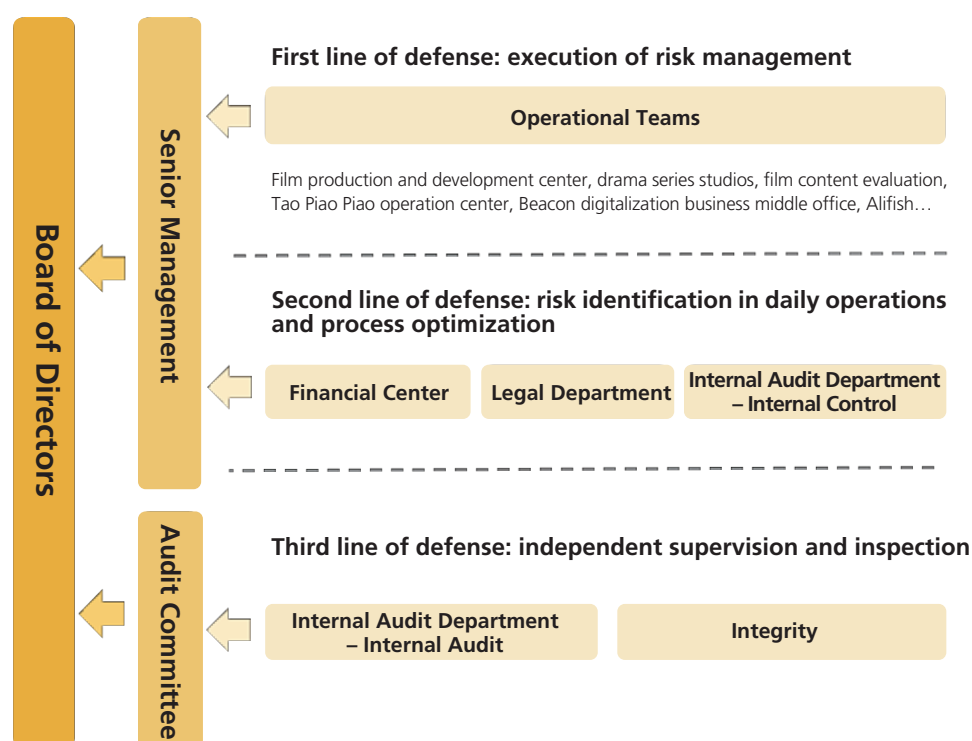 Board of Directors
Senior Management
First line of defense: execution of risk management
Operational Teams
Film production and development center, drama series studios, film content evaluation,
Tao Piao Piao operation center, Beacon digitalization business middle office, Alifish…
Second line of defense: risk identification in daily operations
and process optimization
Financial Center
Legal Department
Internal Audit Department
– Internal Control
Audit Committee
Third line of defense: independent supervision and inspection
Internal Audit Department
– Internal Audit
Integrity